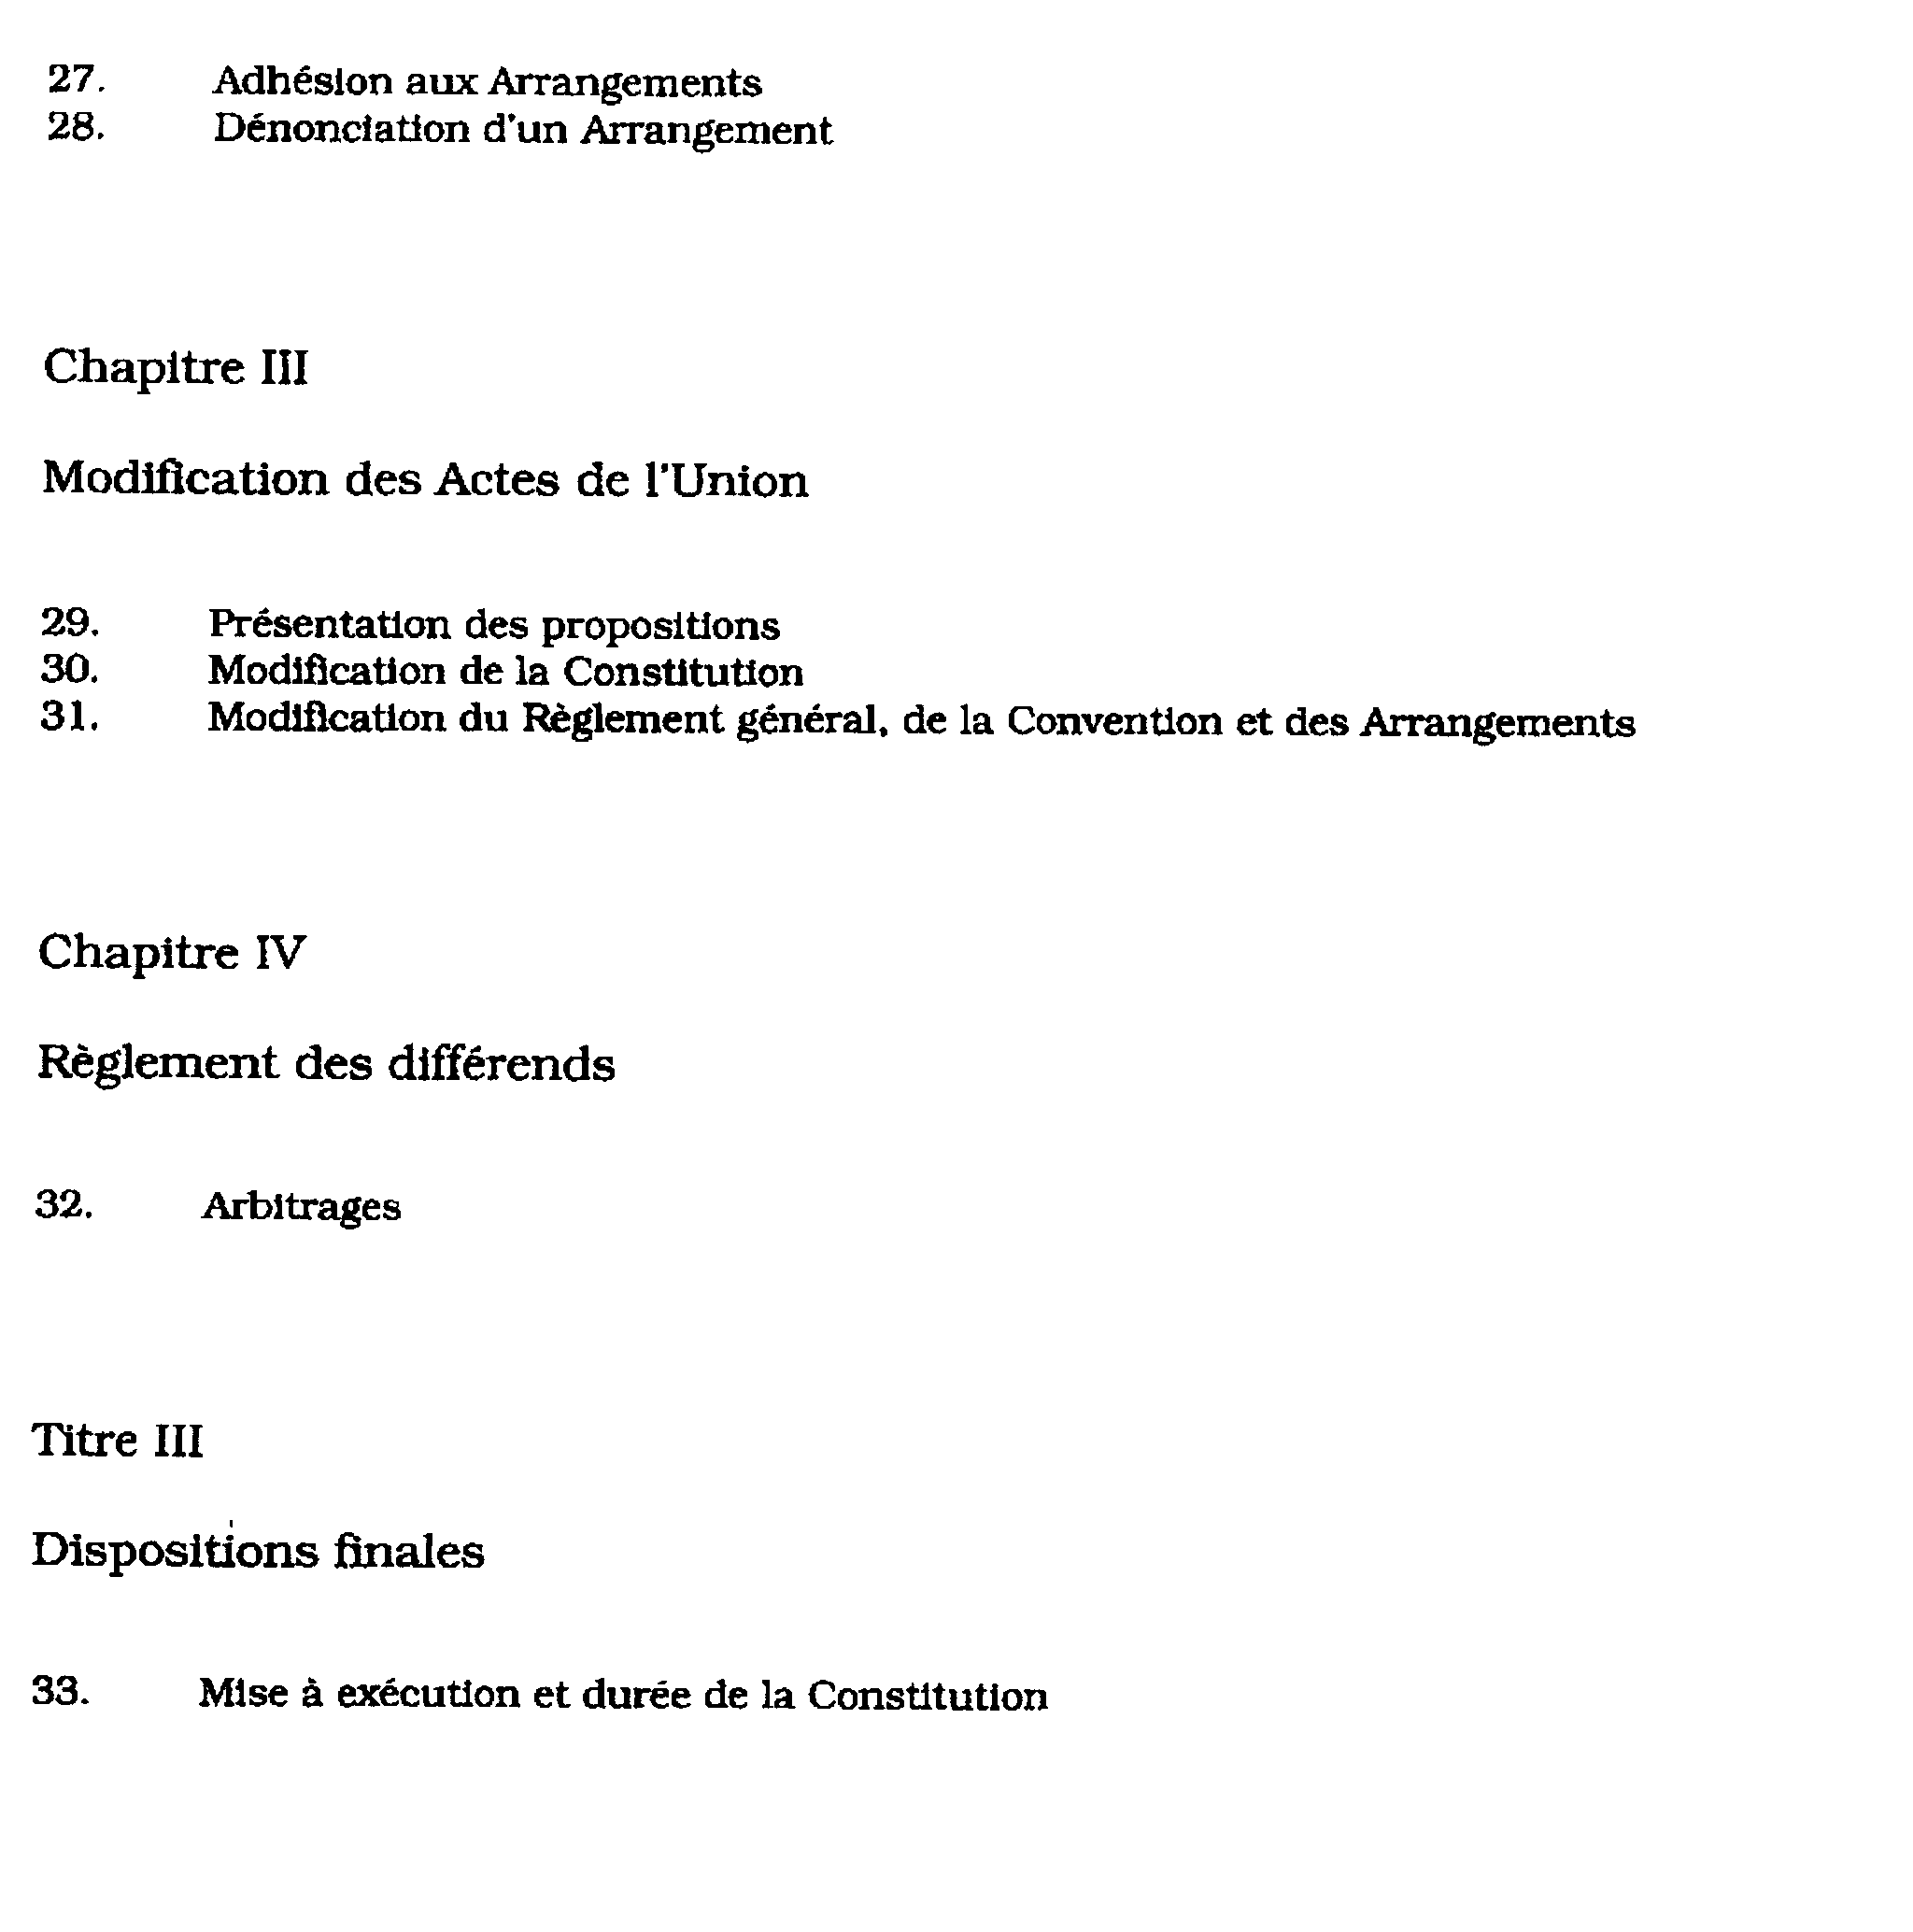 27. Adhésion aux Arrangements
28. Dénonciation d'un Arrangement
Chapitre III
Modification des Actes de l'Union
29. Présentation des propositions
30. Modification de la Constitution
31. Modification du Règlement général, de la Convention et des Arrangements
Chapitre IV
Règlement des différends
32. Arbitrages
Titre III
Dispositions finales
33. Mise à exécution et durée de la Constitution